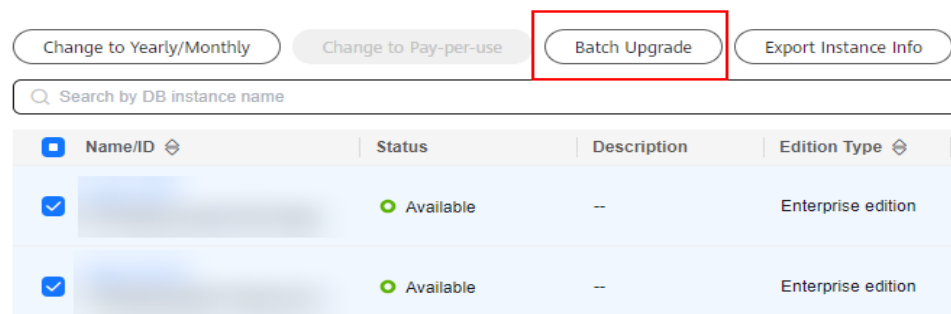 Change to Yearly/Monthly Change to Pay-per-use Batch Upgrade Export Instance Info
Search by DB instance name
Name/ID Status Description Edition Type
Available -- Enterprise edition
Available -- Enterprise edition